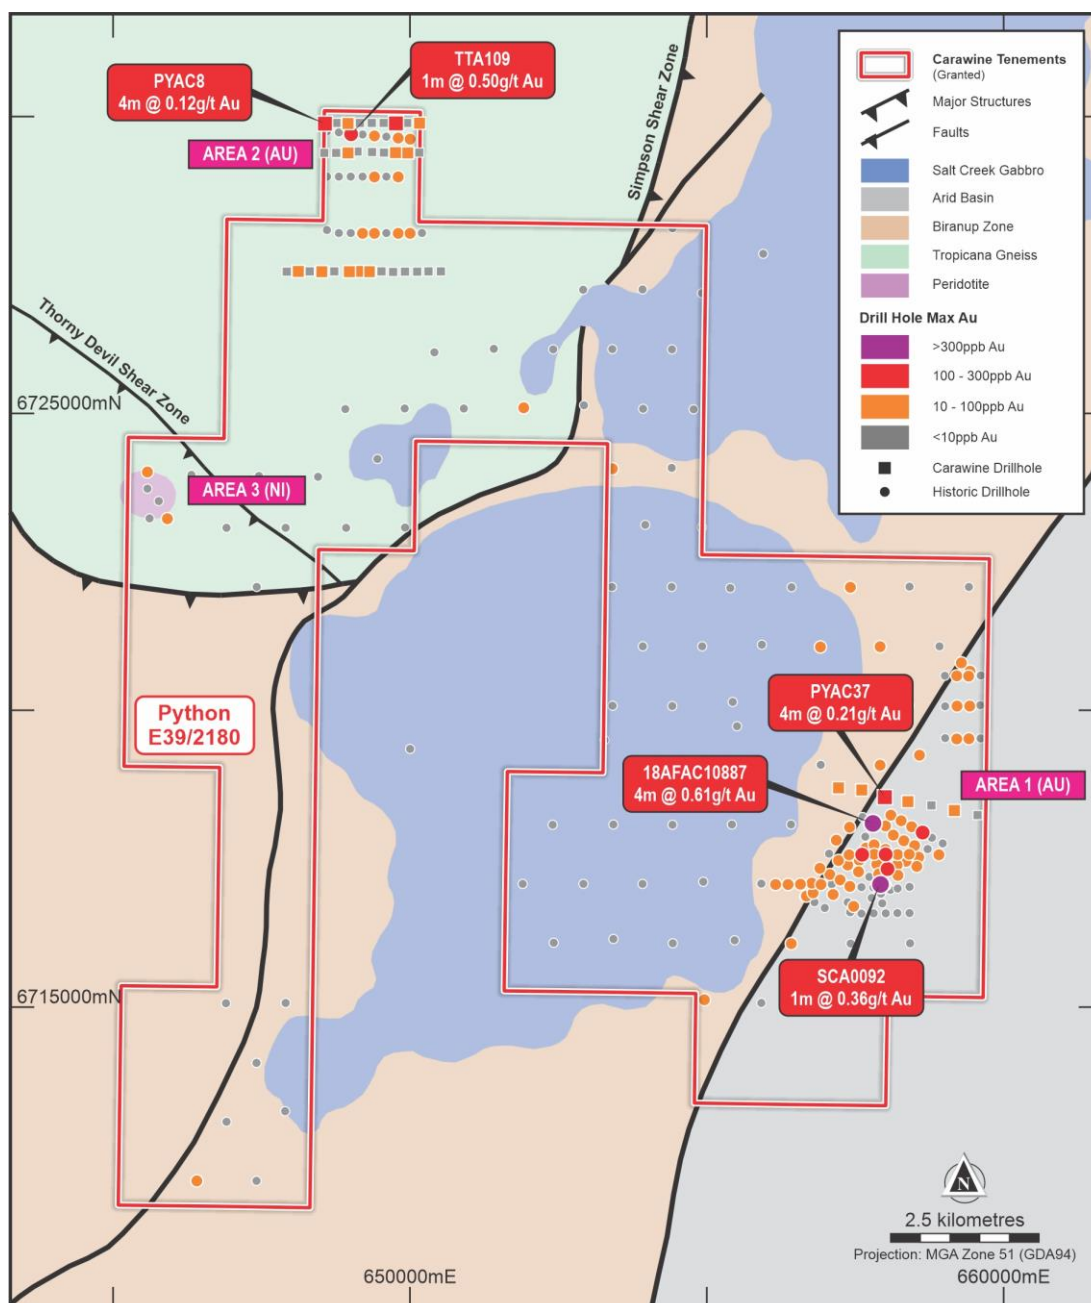 PYAC8
4m @ 0.12g/t Au
TTA109
1m @ 0.50g/t Au
AREA 2 (AU)
Simpson Shear Zone
Carawine Tenements
(Granted)
Major Structures
Faults
Salt Creek Gabbro
Arid Basin
Biranup Zone
Tropicana Gneiss
Peridotite
Drill Hole Max Au
>300ppb Au
100 - 300ppb Au
10 - 100ppb Au
<10ppb Au
Carawine Drillhole
Historic Drillhole
Thorny Devil Shear Zone
6725000mN
AREA 3 (NI)
Python
E39/2180
PYAC37
4m @ 0.21g/t Au
18AFAC10887
4m @ 0.61g/t Au
AREA 1 (AU)
SCA0092
1m @ 0.36g/t Au
6715000mN
N
2.5 kilometres
Projection: MGA Zone 51 (GDA94)
650000mE
660000mE